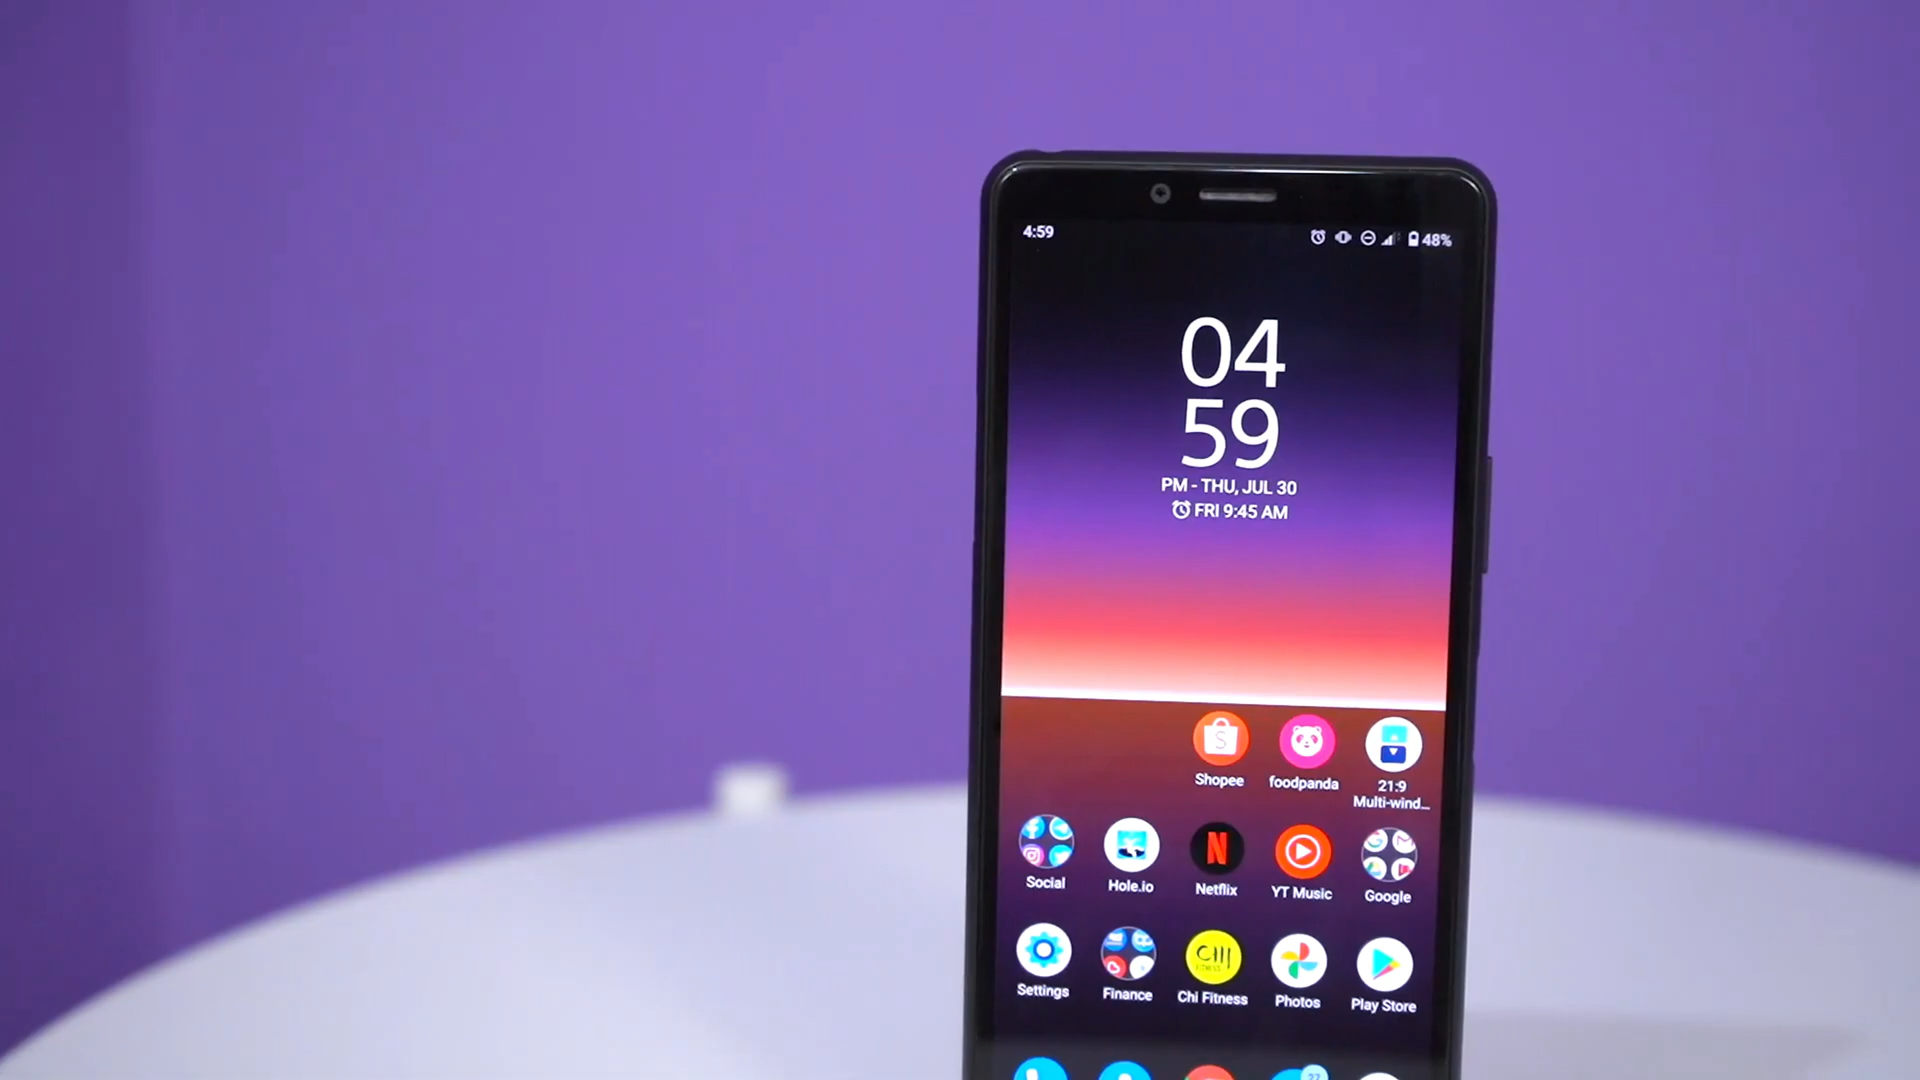 4:59
48%
04
59
PM - THU, JUL 30
FRI 9:45 AM
Shopee
foodpanda
21:9
Multi-wind...
Social
Hole.io
Netflix
YT Music
Google
Settings
Finance
Chi Fitness
Photos
Play Store
27